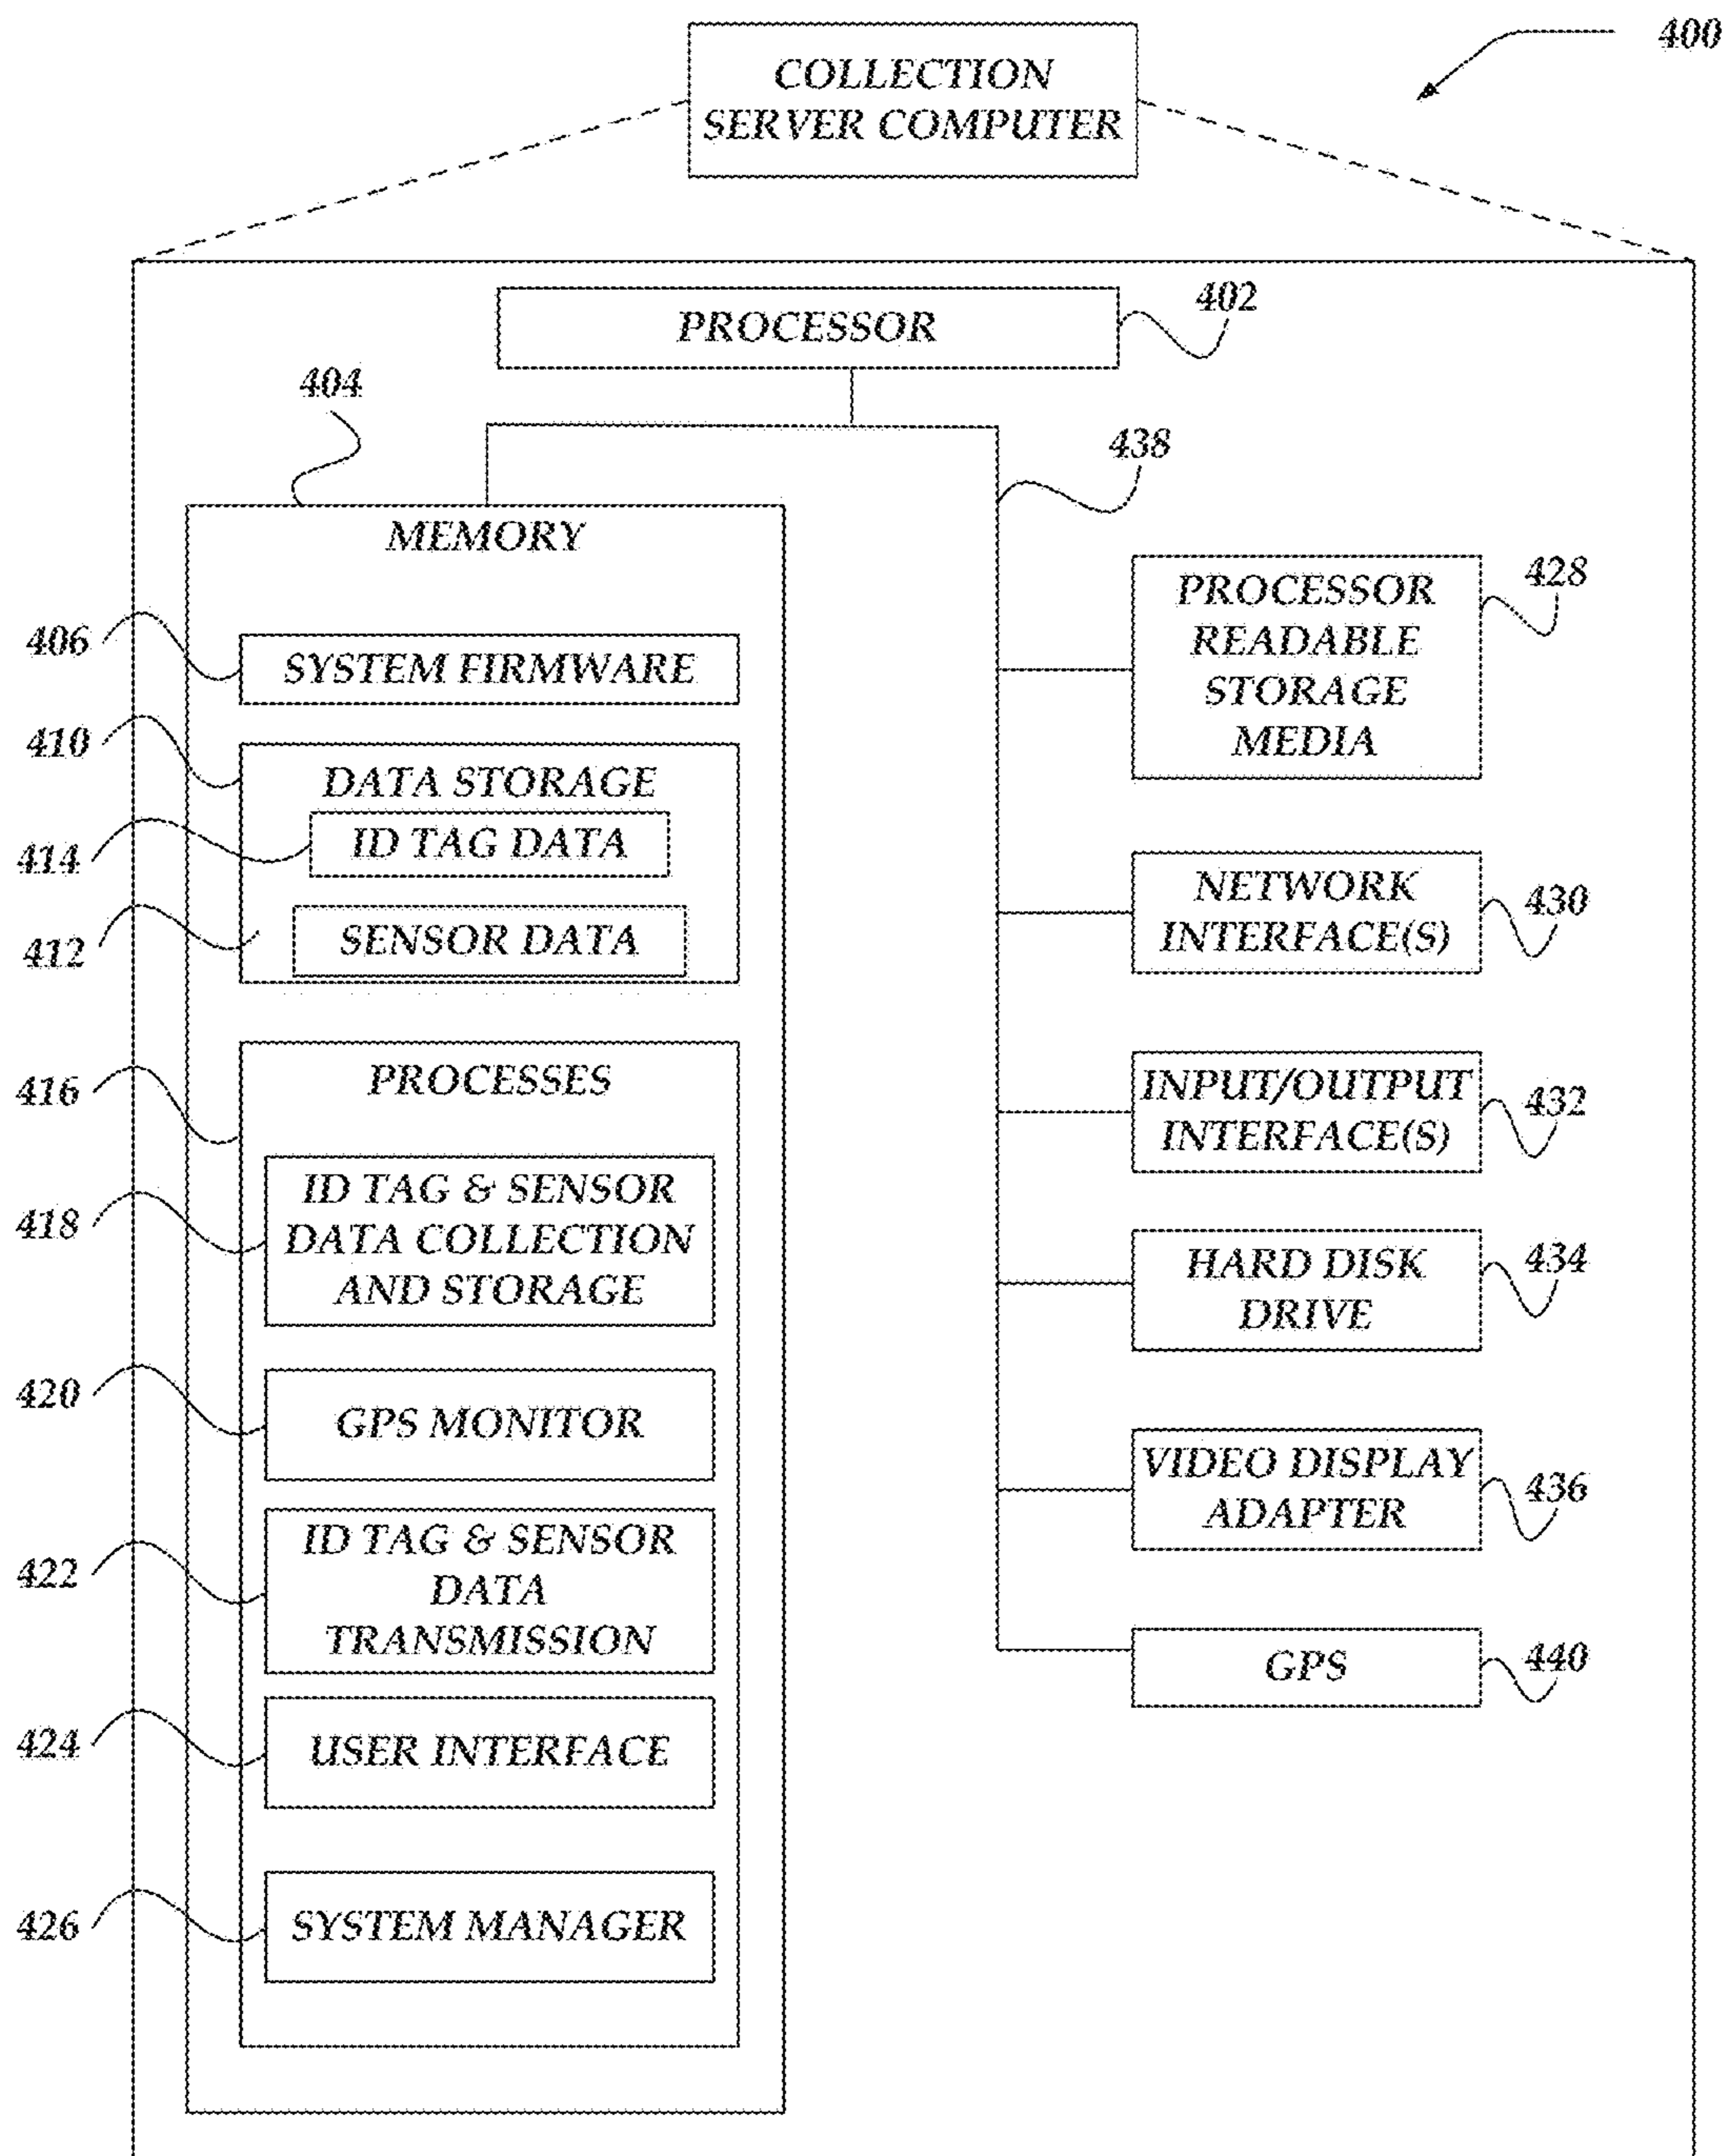 400
COLLECTION
SERVER COMPUTER
PROCESSOR
402
404
438
MEMORY
406
SYSTEM FIRMWARE
410
DATA STORAGE
414
ID TAG DATA
412
SENSOR DATA
416
PROCESSES
418
ID TAG & SENSOR
DATA COLLECTION
AND STORAGE
420
GPS MONITOR
422
ID TAG & SENSOR
DATA
TRANSMISSION
424
USER INTERFACE
426
SYSTEM MANAGER
PROCESSOR
READABLE
STORAGE
MEDIA
428
NETWORK
INTERFACE(S)
430
INPUT/OUTPUT
INTERFACE(S)
432
HARD DISK
DRIVE
434
VIDEO DISPLAY
ADAPTER
436
GPS
440